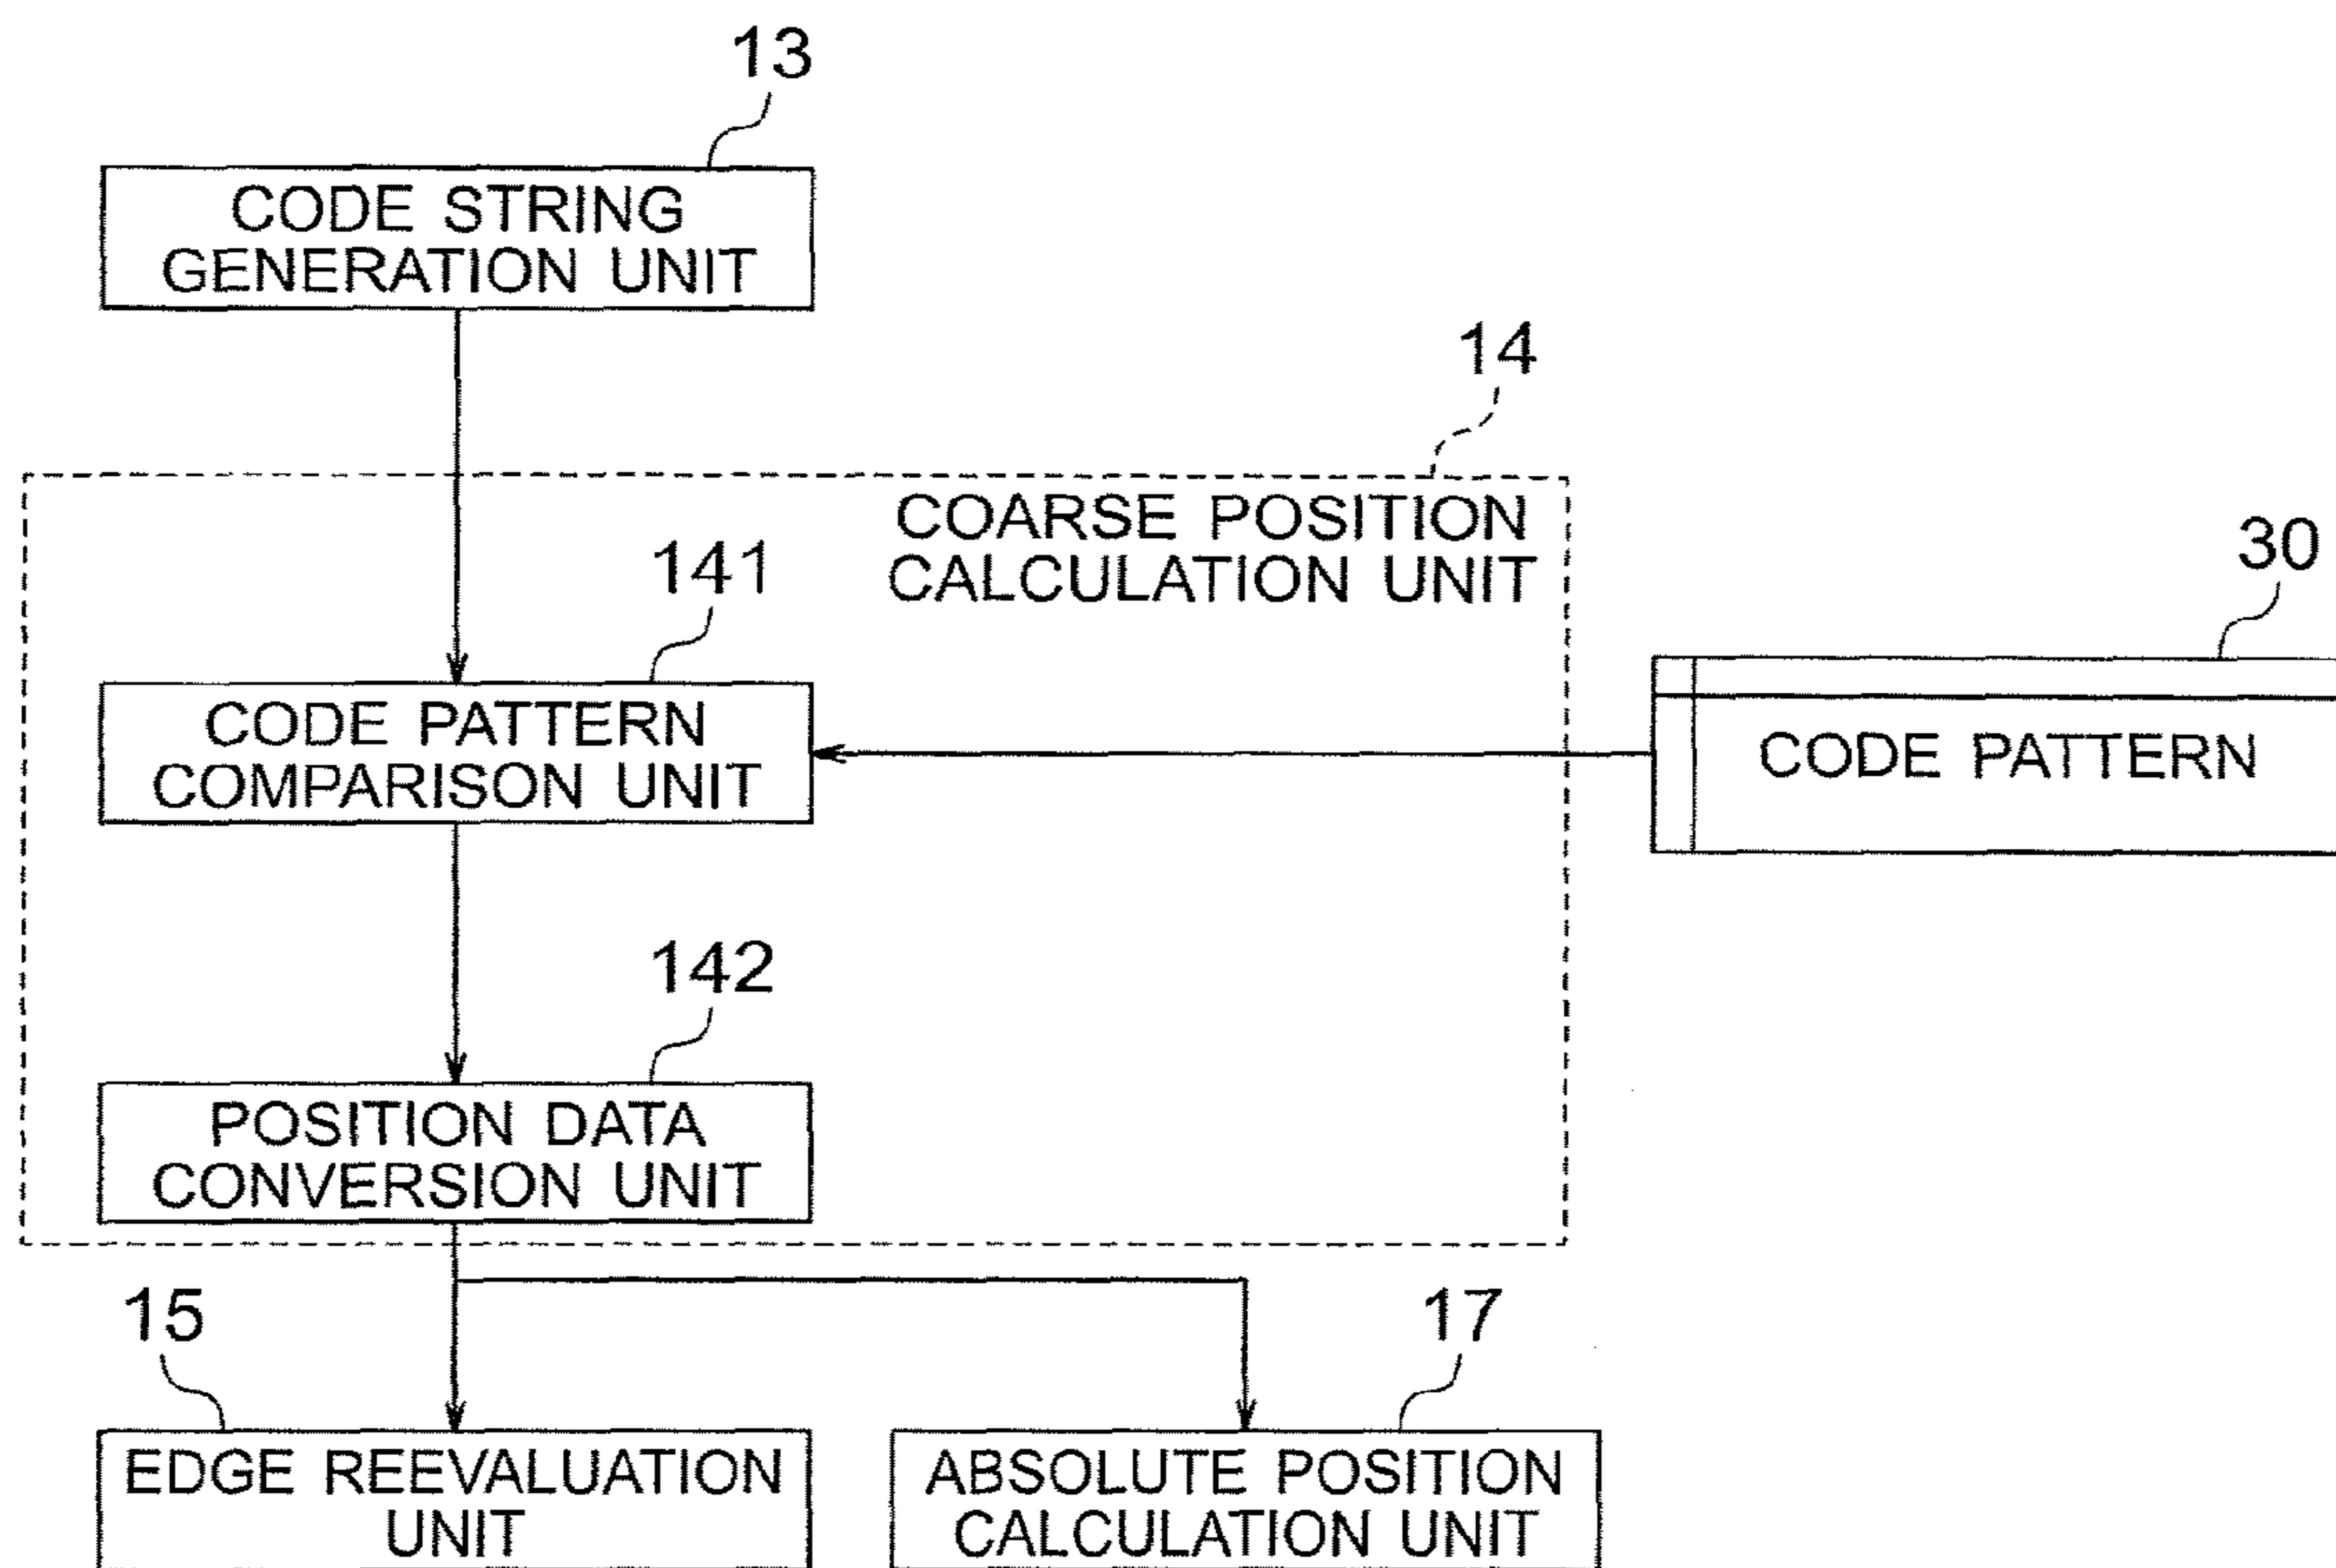 13
CODE STRING
GENERATION UNIT
14
COARSE POSITION
CALCULATION UNIT
141
30
CODE PATTERN
COMPARISON UNIT
CODE PATTERN
142
POSITION DATA
CONVERSION UNIT
15
17
EDGE REEVALUATION
UNIT
ABSOLUTE POSITION
CALCULATION UNIT